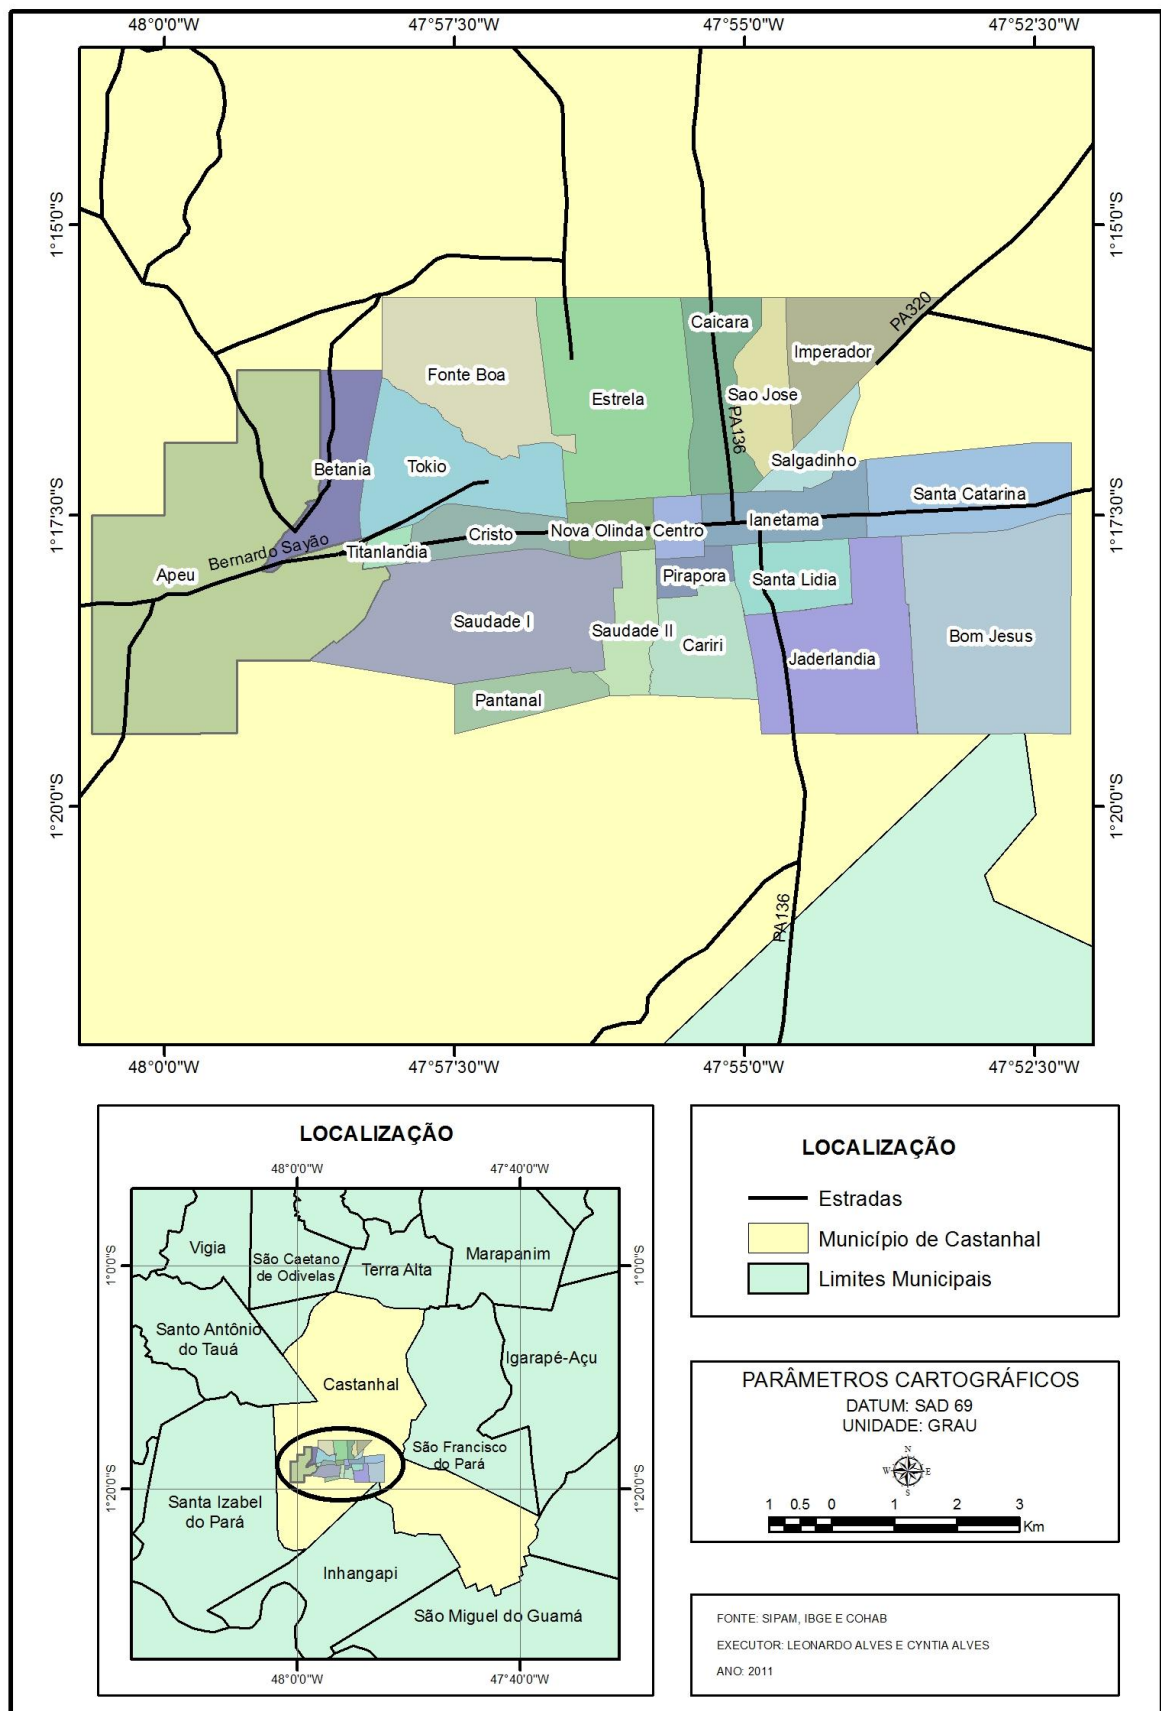 48°0'0"W
47°57'30"W
47°55'0"W
47°52'30"W
1°15'0"S
1°15'0"S
PA320
Caicara
Imperador
Fonte Boa
Estrela
Sao Jose
PA136
Betania
Tokio
Salgadinho
Santa Catarina
1°17'30"S
1°17'30"S
Bernardo Sayão
Titanlandia
Cristo
Nova Olinda
Centro
Ianetama
Apeu
Pirapora
Santa Lidia
Saudade I
Saudade II
Cariri
Jaderlandia
Bom Jesus
Pantanal
1°20'0"S
1°20'0"S
PA136
48°0'0"W
47°57'30"W
47°55'0"W
47°52'30"W
LOCALIZAÇÃO
48°0'0"W
47°40'0"W
Vigia
São Caetano
de Odivelas
Terra Alta
Marapanim
1°0'0"S
1°0'0"S
Santo Antônio
do Tauá
Igarapé-Açu
Castanhal
São Francisco
do Pará
1°20'0"S
1°20'0"S
Santa Izabel
do Pará
Inhangapi
São Miguel do Guamá
48°0'0"W
47°40'0"W
LOCALIZAÇÃO
Estradas
Município de Castanhal
Limites Municipais
PARÂMETROS CARTOGRÁFICOS
DATUM: SAD 69
UNIDADE: GRAU
N
W
E
S
1 0.5 0 1 2 3
Km
FONTE: SIPAM, IBGE E COHAB
EXECUTOR: LEONARDO ALVES E CYNTIA ALVES
ANO: 2011